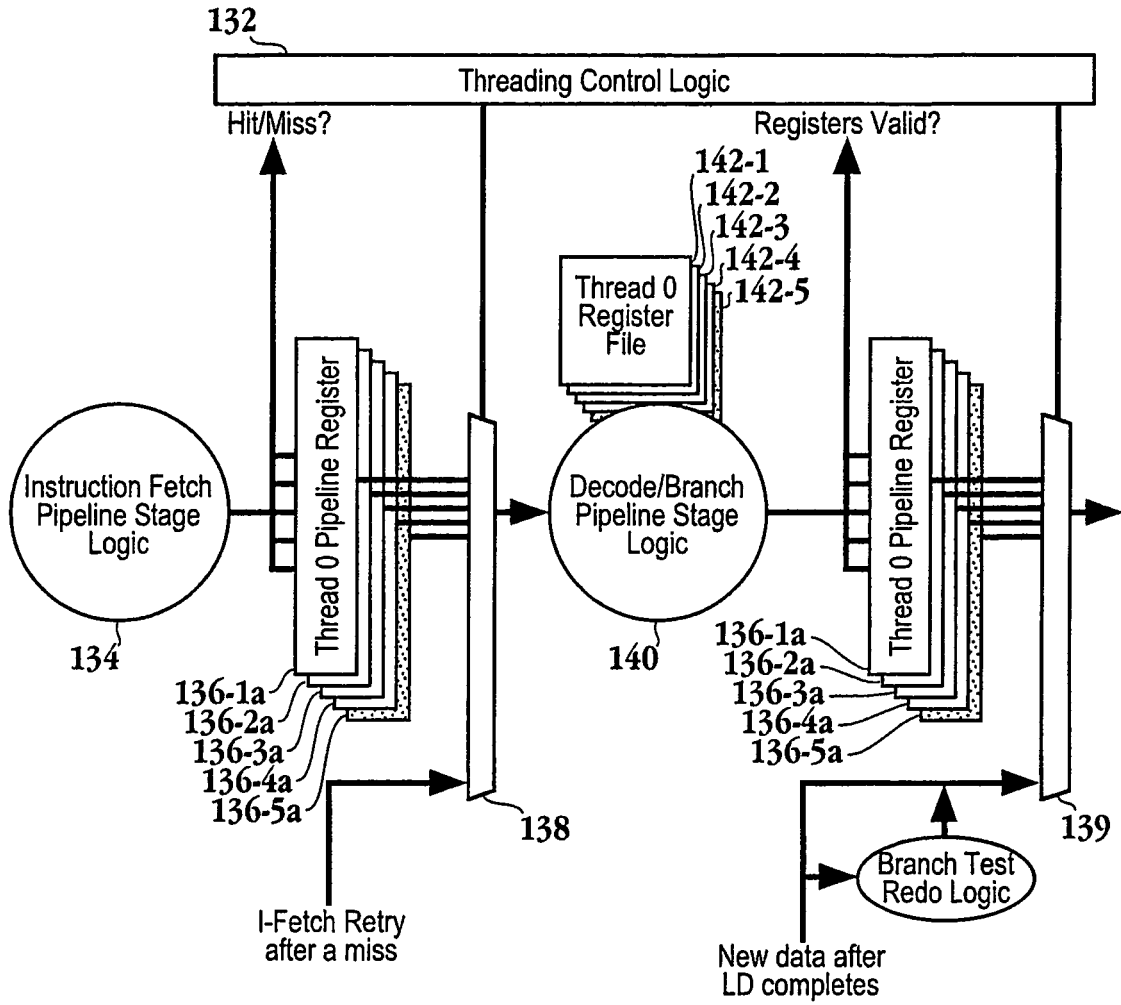 132
Threading Control Logic
Hit/Miss?
Registers Valid?
142-1
142-2
142-3
142-4
142-5
Thread 0
Register
File
Instruction Fetch
Pipeline Stage
Logic
134
Thread 0 Pipeline Register
Decode/Branch
Pipeline Stage
Logic
140
Thread 0 Pipeline Register
136-1a
136-2a
136-3a
136-4a
136-5a
136-1a
136-2a
136-3a
136-4a
136-5a
138
139
I-Fetch Retry
after a miss
Branch Test
Redo Logic
New data after
LD completes